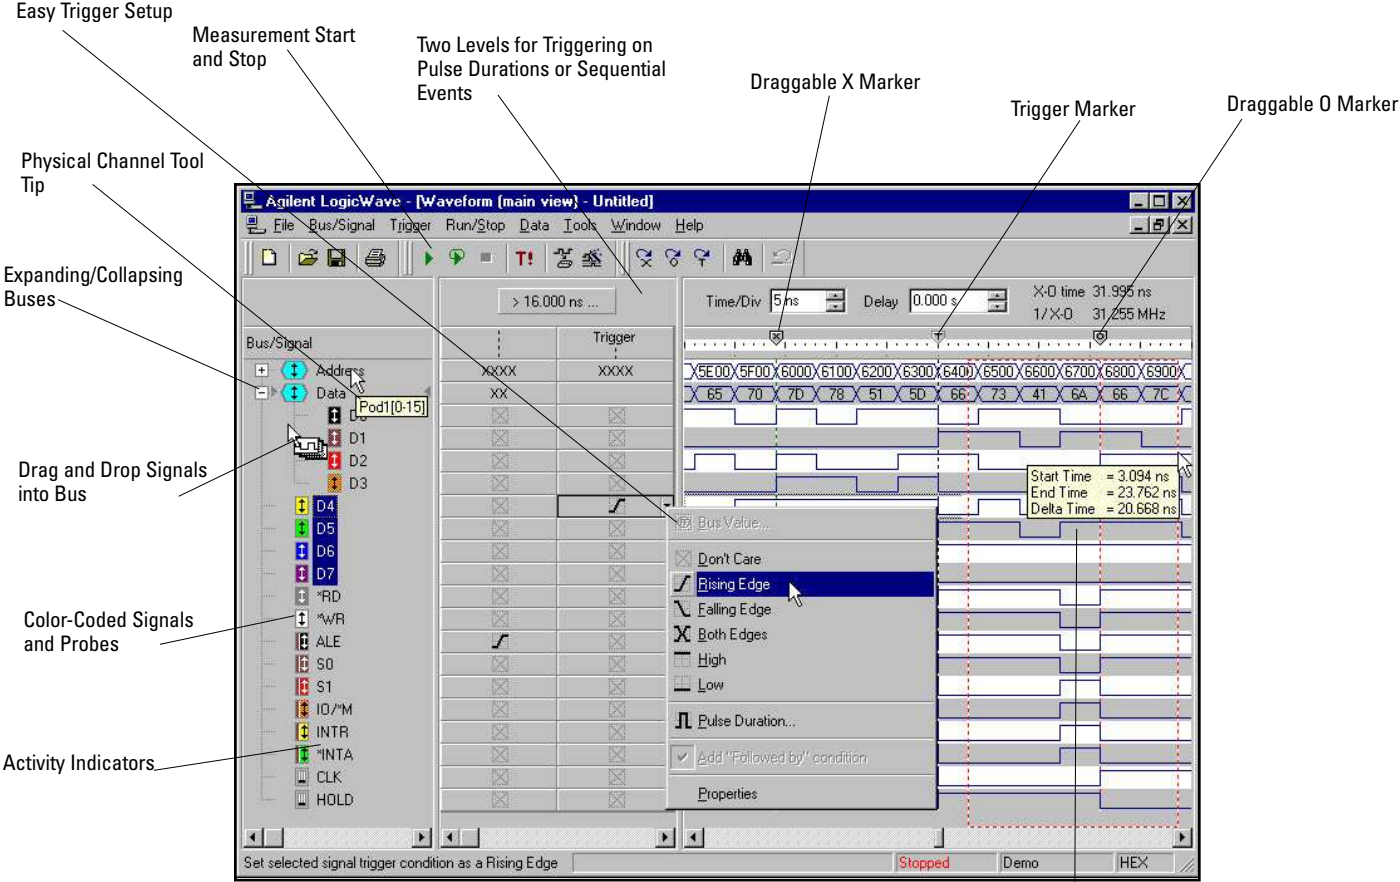 Easy Trigger Setup
Measurement Start
and Stop
Two Levels for Triggering on
Pulse Durations or Sequential
Events
Draggable X Marker
Trigger Marker
Draggable O Marker
Physical Channel Tool
Tip
Expanding/Collapsing
Buses
Drag and Drop Signals
into Bus
Color-Coded Signals
and Probes
Activity Indicators
Agilent LogicWave - [Waveform (main view) - Untitled]
File Bus/Signal Trigger Run/Stop Data Tools Window Help
T!
> 16.000 ns ...
Time/Div 5 ns Delay 0.000 s
X-O time 31.995 ns
1/X-O 31.255 MHz
Bus/Signal
Trigger
Address XXXX XXXX
5E00 5F00 6000 6100 6200 6300 6400 6500 6600 6700 6800 6900
Data XX
65 70 7D 78 51 5D 66 73 41 6A 66 7C
Pod1[0-15]
D1
D2
D3
D4
D5
D6
D7
*RD
*WR
ALE
S0
S1
IO/*M
INTR
*INTA
CLK
HOLD
Start Time = 3.094 ns
End Time = 23.762 ns
Delta Time = 20.668 ns
Bus Value...
Don't Care
Rising Edge
Falling Edge
Both Edges
High
Low
Pulse Duration...
Add "Followed by" condition
Properties
Set selected signal trigger condition as a Rising Edge
Stopped
Demo
HEX